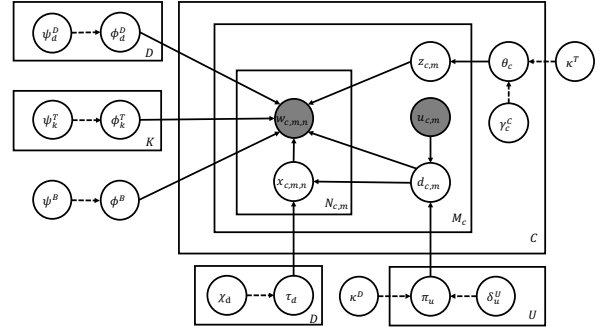 ψ_d^D ϕ_d^D D
z_{c,m} θ_c κ^T
ψ_k^T ϕ_k^T K
w_{c,m,n} u_{c,m} γ_c^C
ψ^B ϕ^B
x_{c,m,n} d_{c,m}
N_{c,m} M_c C
χ_d τ_d D κ^D π_u δ_u^U U